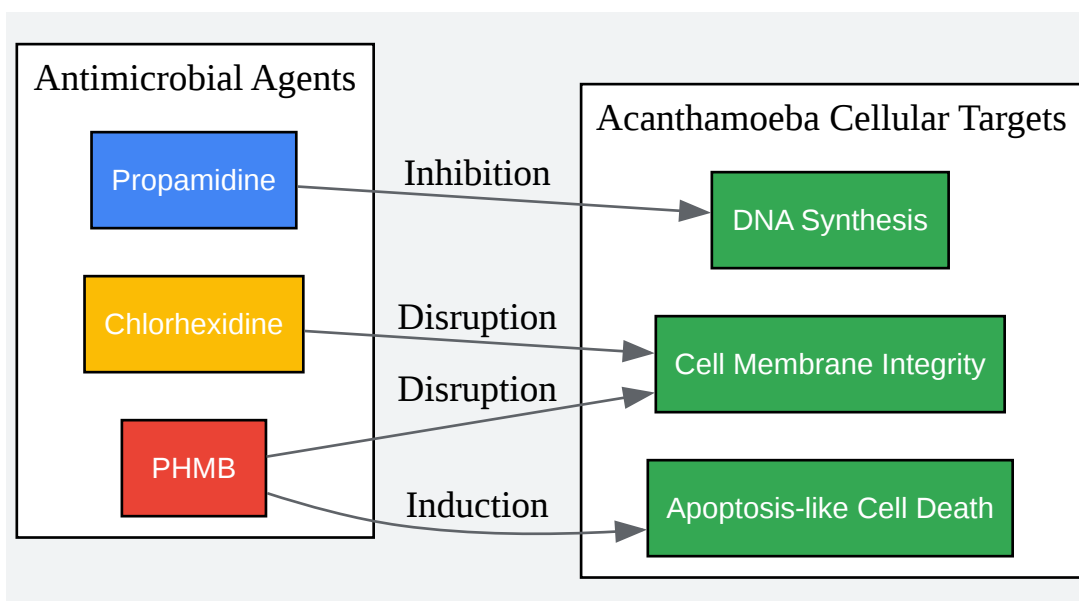 Antimicrobial Agents
Propamidine
Chlorhexidine
PHMB
Inhibition
Disruption
Disruption
Induction
Acanthamoeba Cellular Targets
DNA Synthesis
Cell Membrane Integrity
Apoptosis-like Cell Death